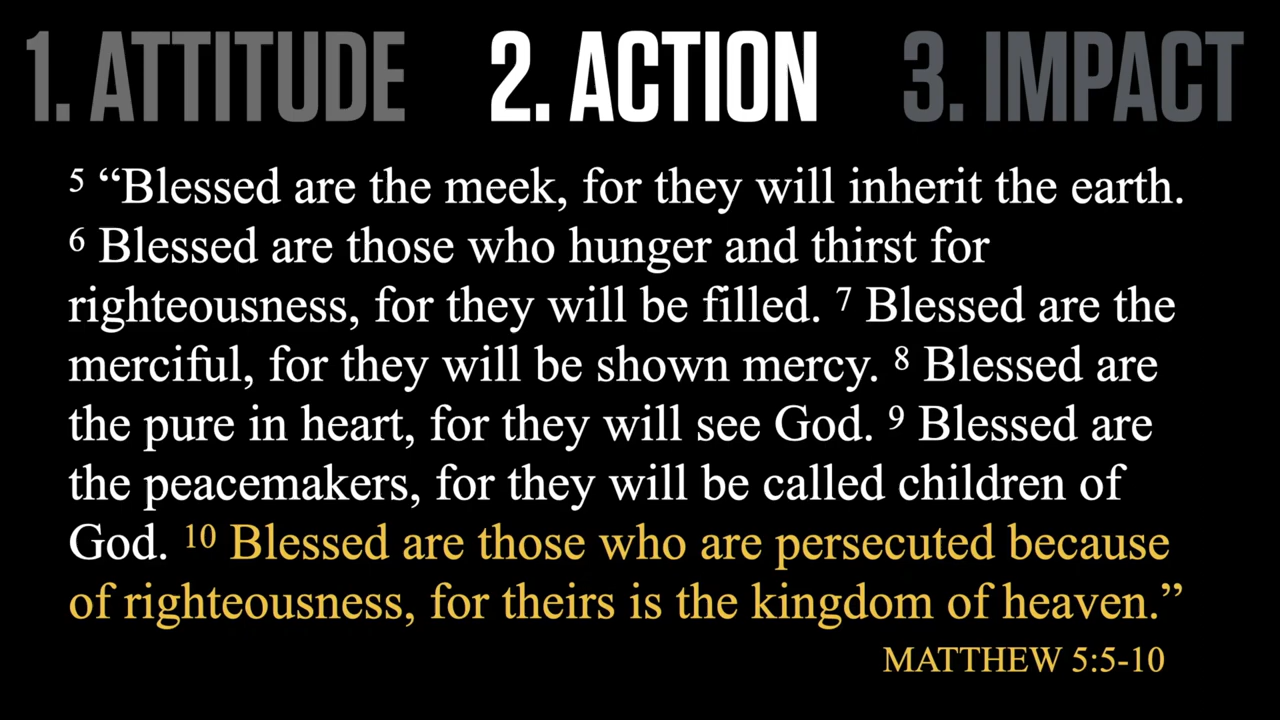 1. ATTITUDE 2. ACTION 3. IMPACT
5 “Blessed are the meek, for they will inherit the earth.
6 Blessed are those who hunger and thirst for
righteousness, for they will be filled. 7 Blessed are the
merciful, for they will be shown mercy. 8 Blessed are
the pure in heart, for they will see God. 9 Blessed are
the peacemakers, for they will be called children of
God. 10 Blessed are those who are persecuted because
of righteousness, for theirs is the kingdom of heaven.”
MATTHEW 5:5-10